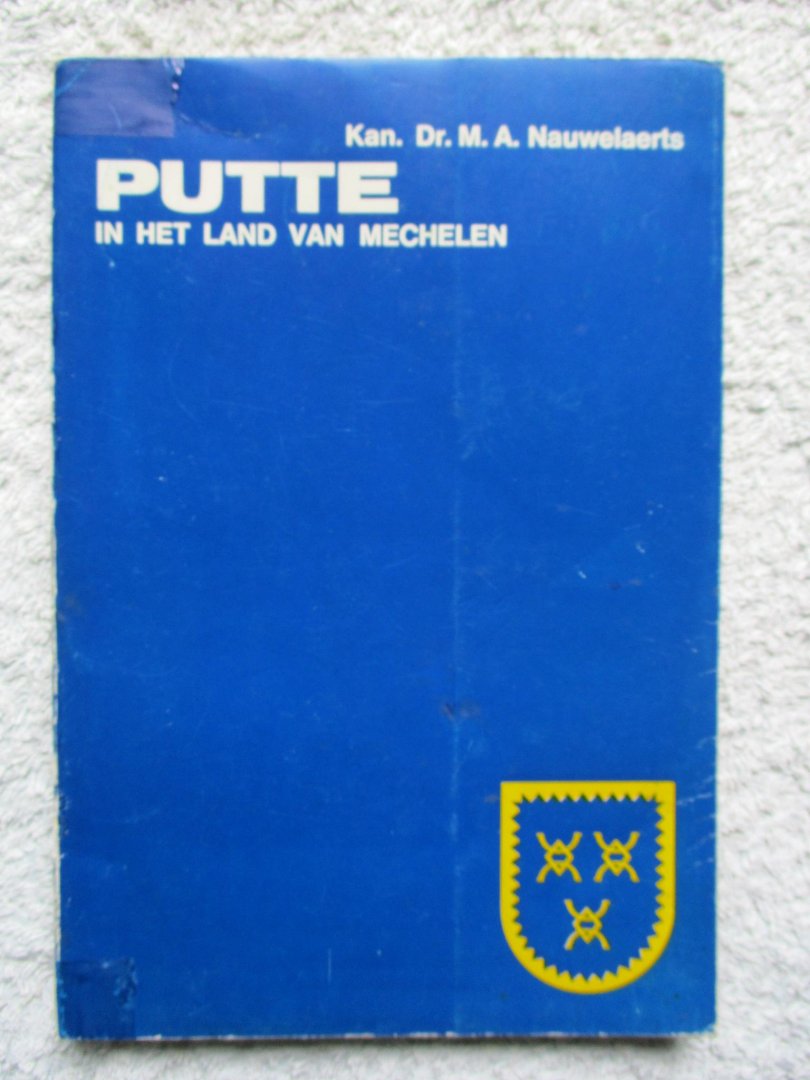 Kan. Dr. M. A. Nauwelaerts
PUTTE
IN HET LAND VAN MECHELEN